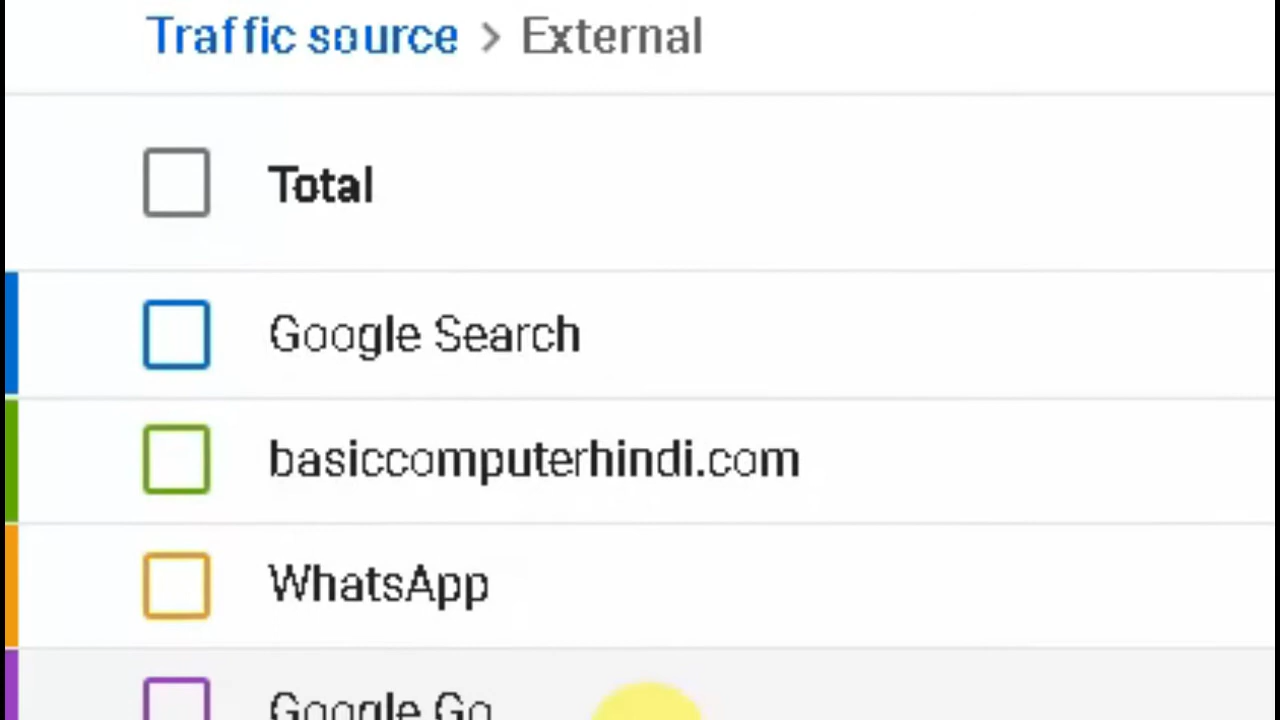 Traffic source > External
Total
Google Search
basiccomputerhindi.com
WhatsApp
Google Go